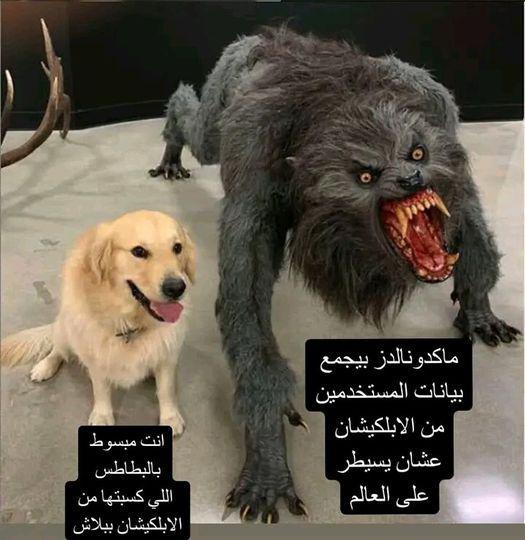 ماكدونالدز بيجمع
بيانات المستخدمين
من الابلكيشان
عشان يسيطر
على العالم
انت مبسوط
بالبطاطس
اللي كسبتها من
الابلكيشان ببلاش